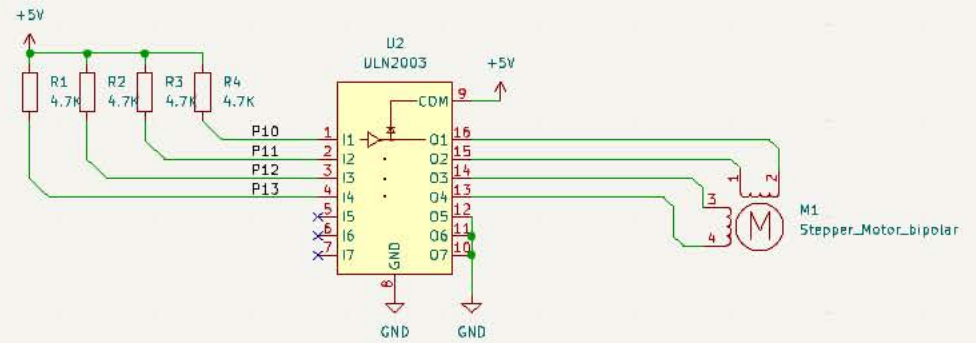 +5V
U2
ULN2003
+5V
R1
4.7K
R2
4.7K
R3
4.7K
R4
4.7K
COM
9
P10
1
I1
O1
16
P11
2
I2
O2
15
P12
3
I3
O3
14
P13
4
I4
O4
13
5
I5
O5
12
6
I6
O6
11
7
I7
O7
10
GND
8
GND
GND
1
2
3
4
M
M1
Stepper_Motor_bipolar